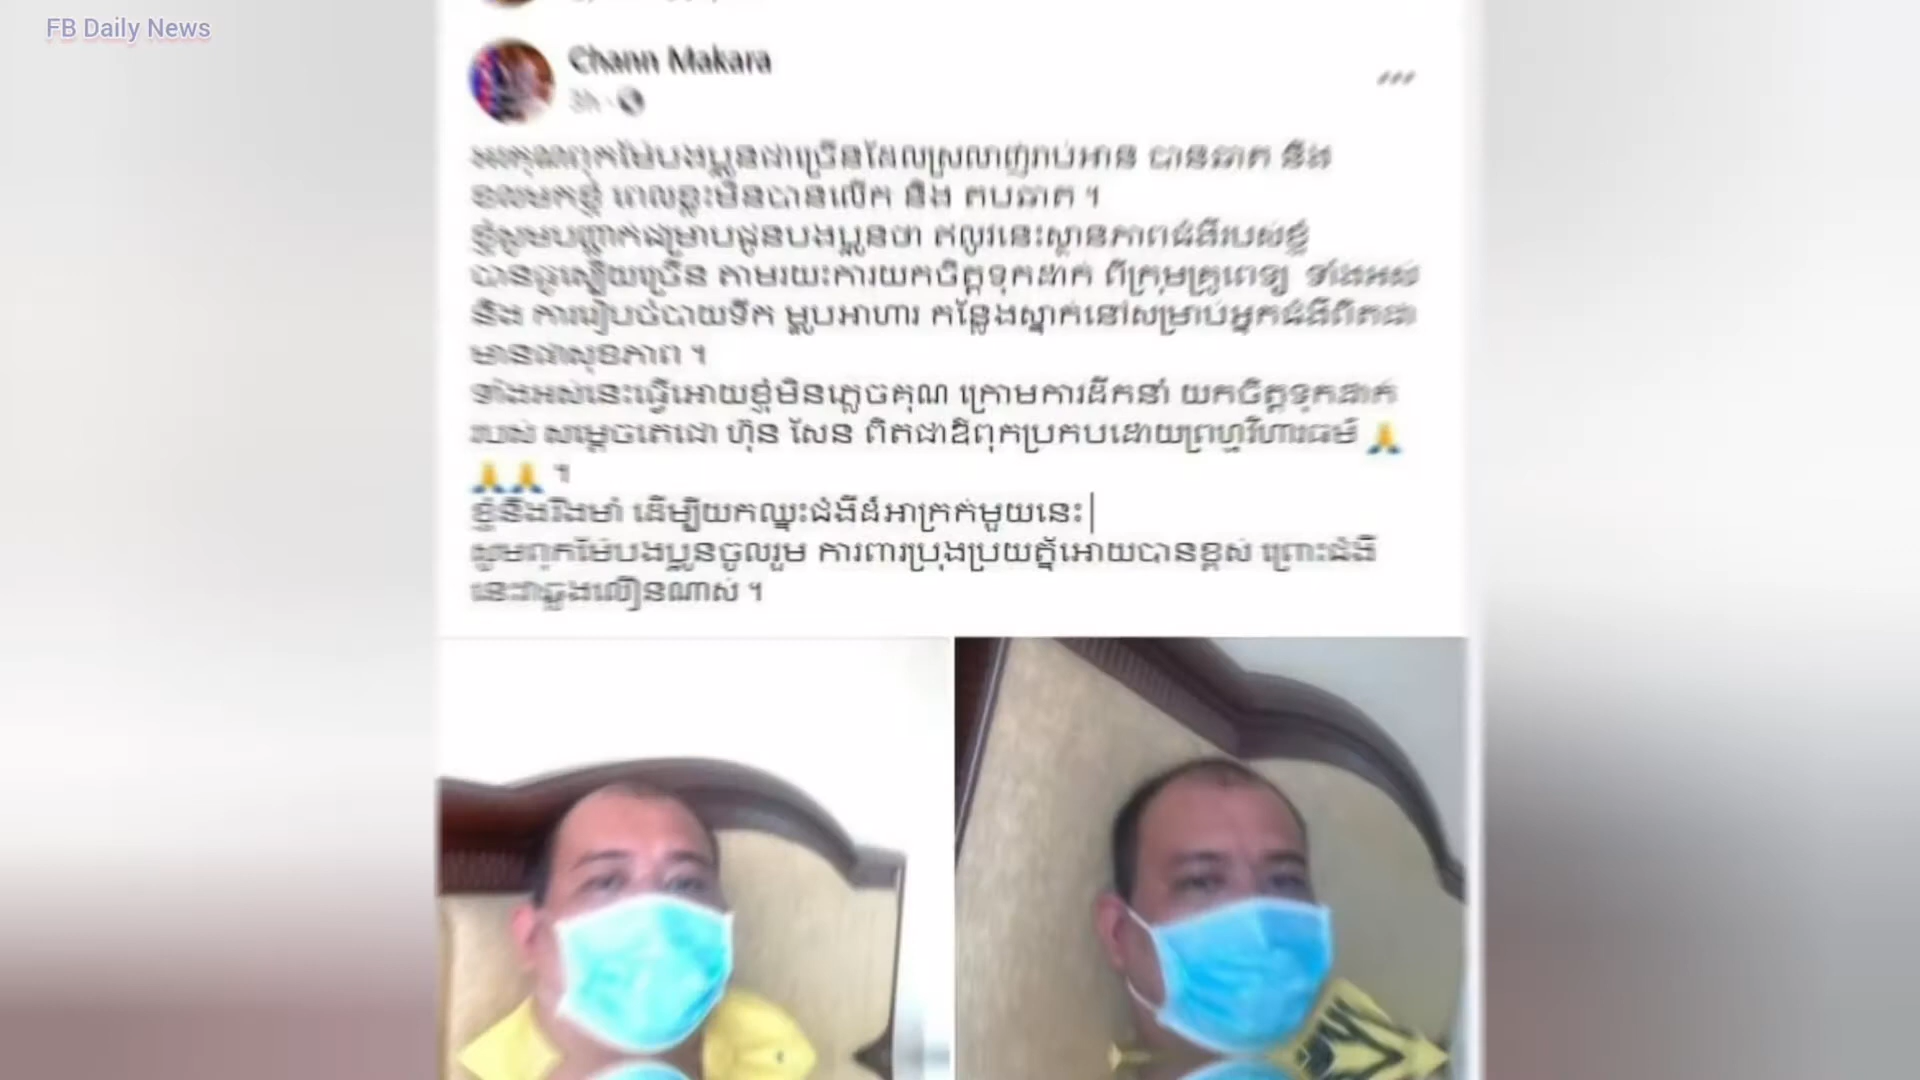 FB Daily News
Chann Makara
3h
អរគុណពុកម៉ែបងប្អូនជាច្រើនដែលស្រលាញ់រាប់អាន បានឆាត និង
ខលមកខ្ញុំ ពេលខ្លះមិនបានលើក និង តបឆាត ។
ខ្ញុំសូមបញ្ជាក់ជម្រាបជូនបងប្អូនថា ឥលូវនេះស្ថានភាពជំងឺរបស់ខ្ញុំ
បានធូរស្បើយច្រើន តាមរយះការយកចិត្តទុកដាក់ ពីក្រុមគ្រូពេទ្យ ទាំងអស់
និង ការរៀបចំបាយទឹក ម្ហូបអាហារ កន្លែងស្នាក់នៅសម្រាប់អ្នកជំងឺពិតជា
មានផាសុខភាព ។
ទាំងអស់នេះធ្វើអោយខ្ញុំមិនភ្លេចគុណ ក្រោមការដឹកនាំ យកចិត្តទុកដាក់
របស់ សម្តេចតេជោ ហ៊ុន សែន ពិតជាឪពុកប្រកបដោយព្រហ្មវិហារធម៌ 🙏
🙏🙏 ។
ខ្ញុំនឹងរឹងមាំ ដើម្បីយកឈ្នះជំងឺដ៏អាក្រក់មួយនេះ
សូមពុកម៉ែបងប្អូនចូលរួម ការពារប្រុងប្រយត្ន័អោយបានខ្ពស់ ព្រោះជំងឺ
នេះវាឆ្លងលឿនណាស់ ។